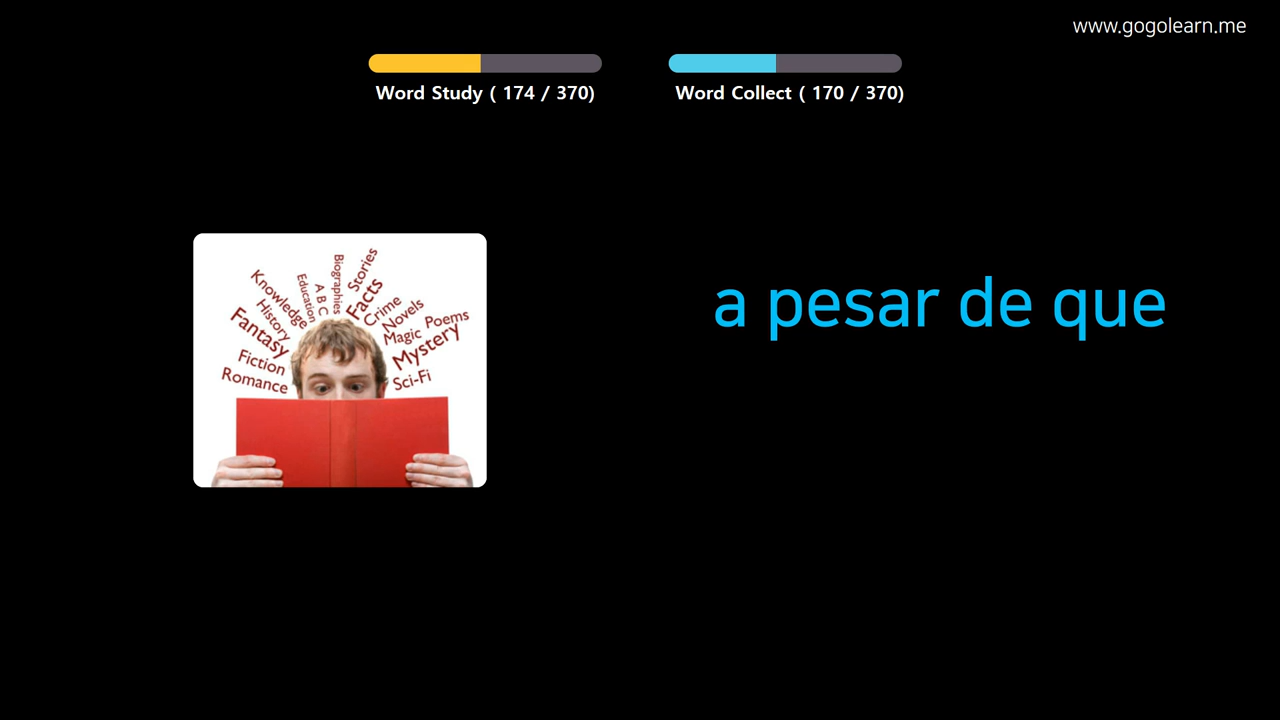 www.gogolearn.me
Word Study ( 174 / 370)
Word Collect ( 170 / 370)
a pesar de que
Knowledge
History
Fantasy
Fiction
Romance
Education
A B C
Biographies
Stories
Facts
Crime
Novels
Magic
Poems
Mystery
Sci-Fi